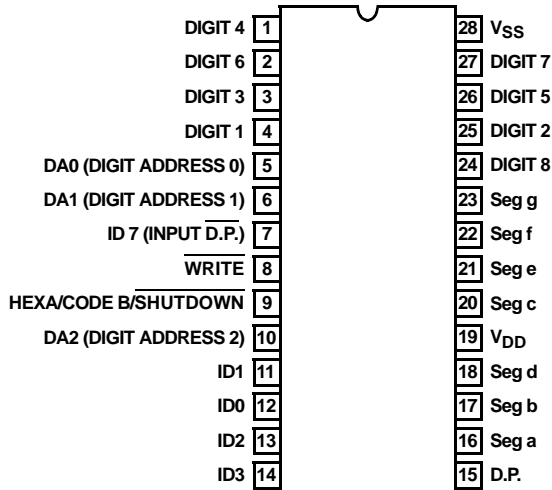 DIGIT 4 1
DIGIT 6 2
DIGIT 3 3
DIGIT 1 4
DA0 (DIGIT ADDRESS 0) 5
DA1 (DIGIT ADDRESS 1) 6
ID 7 (INPUT D.P.) 7
WRITE 8
HEXA/CODE B/SHUTDOWN 9
DA2 (DIGIT ADDRESS 2) 10
ID1 11
ID0 12
ID2 13
ID3 14
28 VSS
27 DIGIT 7
26 DIGIT 5
25 DIGIT 2
24 DIGIT 8
23 Seg g
22 Seg f
21 Seg e
20 Seg c
19 VDD
18 Seg d
17 Seg b
16 Seg a
15 D.P.